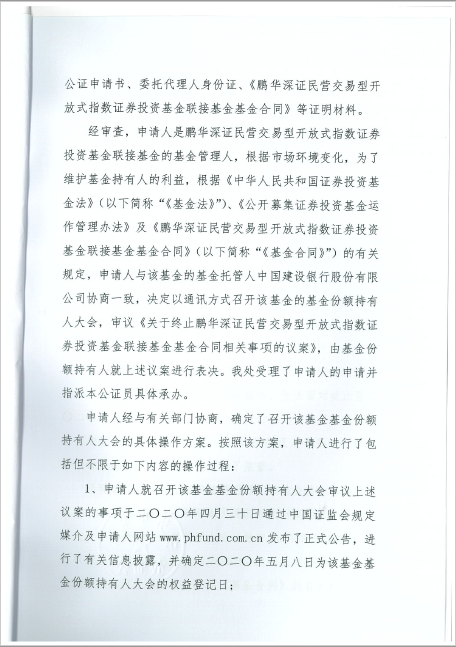 公证申请书、委托代理人身份证、《鹏华深证民营交易型开
放式指数证券投资基金联接基金基金合同》等证明材料。
经审查，申请人是鹏华深证民营交易型开放式指数证券
投资基金联接基金的基金管理人，根据市场环境变化，为了
维护基金持有人的利益，根据《中华人民共和国证券投资基
金法》（以下简称“《基金法》”）、《公开募集证券投资基金运
作管理办法》及《鹏华深证民营交易型开放式指数证券投资
基金联接基金基金合同》（以下简称“《基金合同》”）的有关
规定，申请人与该基金的基金托管人中国建设银行股份有限
公司协商一致，决定以通讯方式召开该基金的基金份额持有
人大会，审议《关于终止鹏华深证民营交易型开放式指数证
券投资基金联接基金基金合同相关事项的议案》，由基金份
额持有人就上述议案进行表决。我处受理了申请人的申请并
指派本公证员具体承办。
申请人经与有关部门协商，确定了召开该基金基金份额
持有人大会的具体操作方案。按照该方案，申请人进行了包
括但不限于如下内容的操作过程：
1、申请人就召开该基金基金份额持有人大会审议上述
议案的事项于二〇二〇年四月三十日通过中国证监会规定
媒介及申请人网站 www.phfund.com.cn 发布了正式公告，进
行了有关信息披露，并确定二〇二〇年五月八日为该基金基
金份额持有人大会的权益登记日；